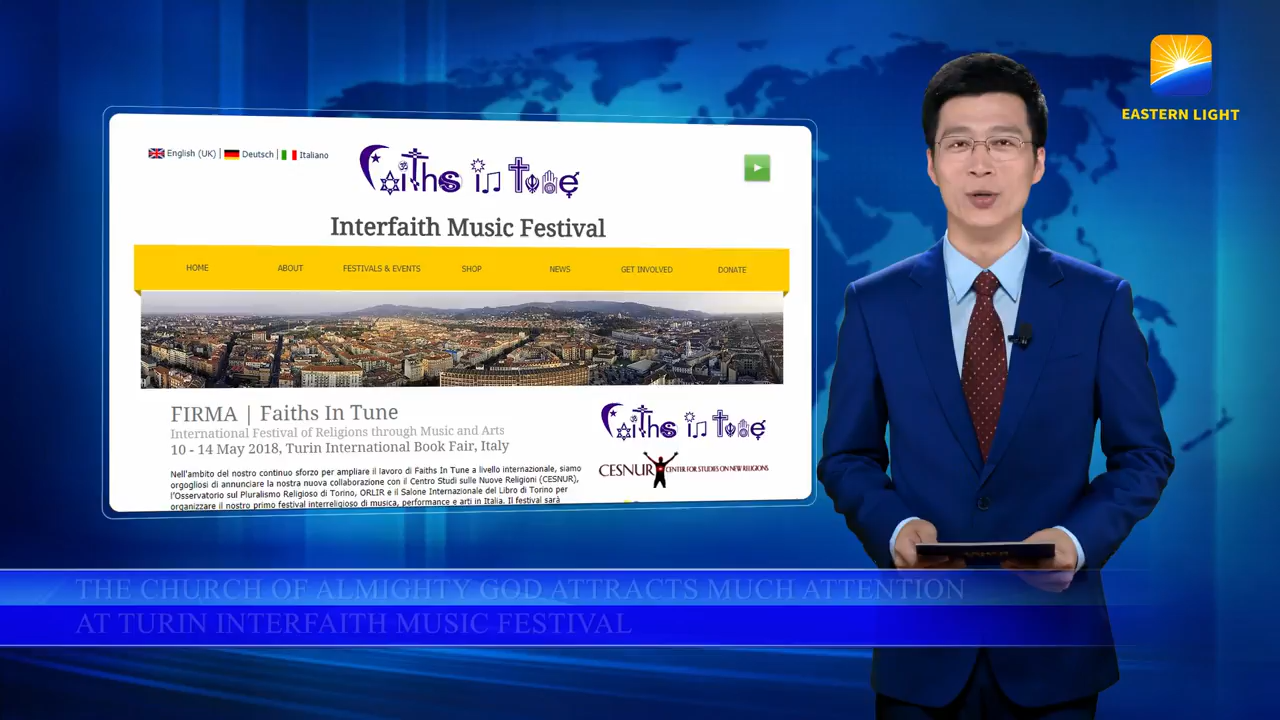 EASTERN LIGHT
English (UK) | Deutsch | Italiano
Faiths in Tune
Interfaith Music Festival
HOME ABOUT FESTIVALS & EVENTS SHOP NEWS GET INVOLVED DONATE
FIRMA | Faiths In Tune
International Festival of Religions through Music and Arts
10 - 14 May 2018, Turin International Book Fair, Italy
Nell'ambito del nostro continuo sforzo per ampliare il lavoro di Faiths In Tune a livello internazionale, siamo
orgogliosi di annunciare la nostra nuova collaborazione con il Centro Studi sulle Nuove Religioni (CESNUR),
l'Osservatorio sul Pluralismo Religioso di Torino, ORLIR e il Salone Internazionale del Libro di Torino per
organizzare il nostro primo festival interreligioso di musica, performance e arti in Italia. Il festival sarà
Faiths in Tune
CESNUR CENTER FOR STUDIES ON NEW RELIGIONS
THE CHURCH OF ALMIGHTY GOD ATTRACTS MUCH ATTENTION
AT TURIN INTERFAITH MUSIC FESTIVAL